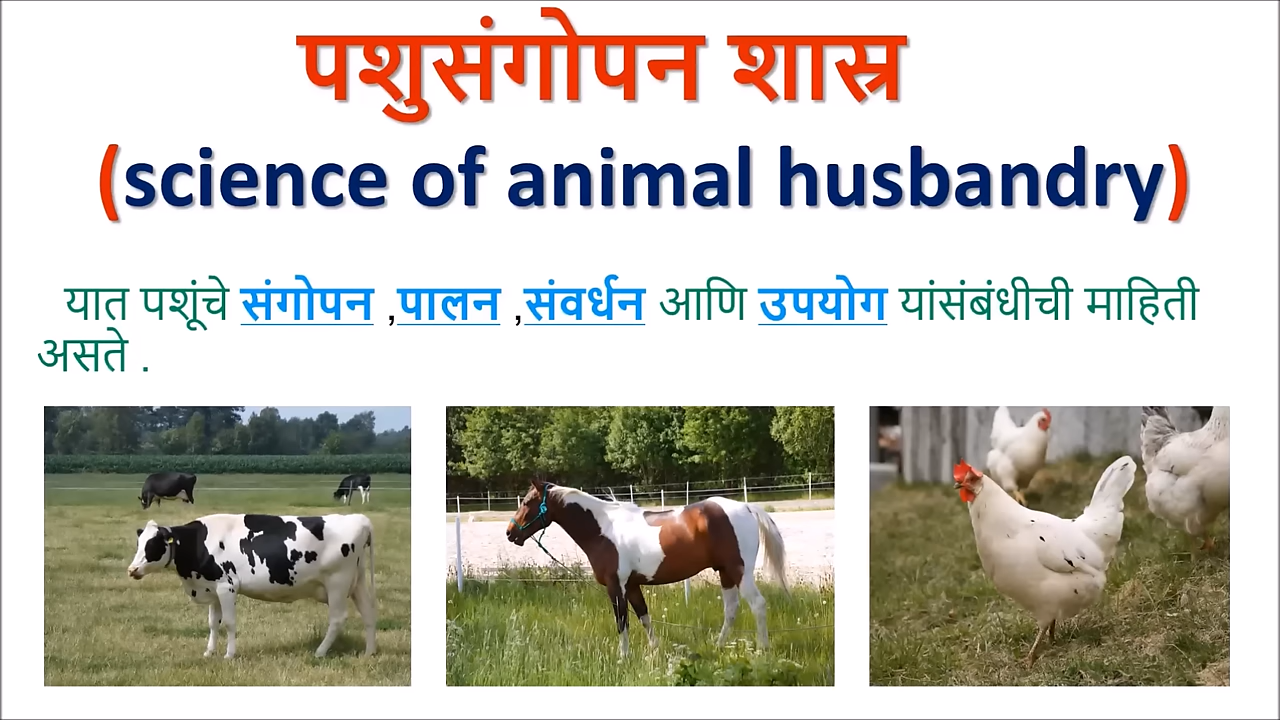 पशुसंगोपन शास्र
(science of animal husbandry)
यात पशूंचे संगोपन ,पालन ,संवर्धन आणि उपयोग यांसंबंधीची माहिती
असते .